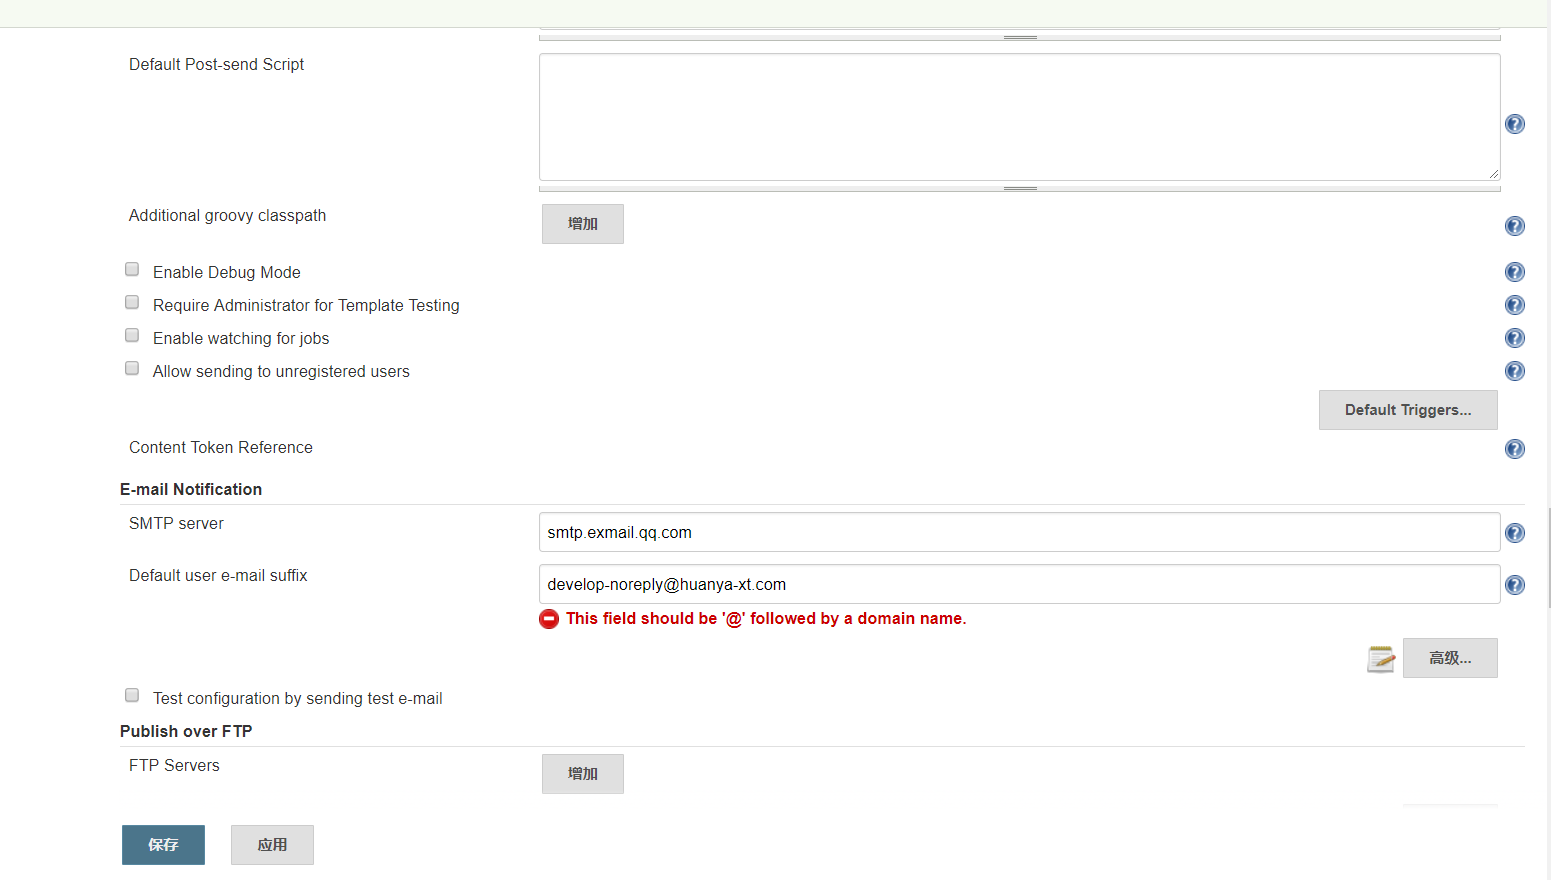 Default Post-send Script
Additional groovy classpath
增加
Enable Debug Mode
Require Administrator for Template Testing
Enable watching for jobs
Allow sending to unregistered users
Default Triggers...
Content Token Reference
E-mail Notification
SMTP server
smtp.exmail.qq.com
Default user e-mail suffix
develop-noreply@huanya-xt.com
This field should be '@' followed by a domain name.
高级...
Test configuration by sending test e-mail
Publish over FTP
FTP Servers
增加
保存
应用